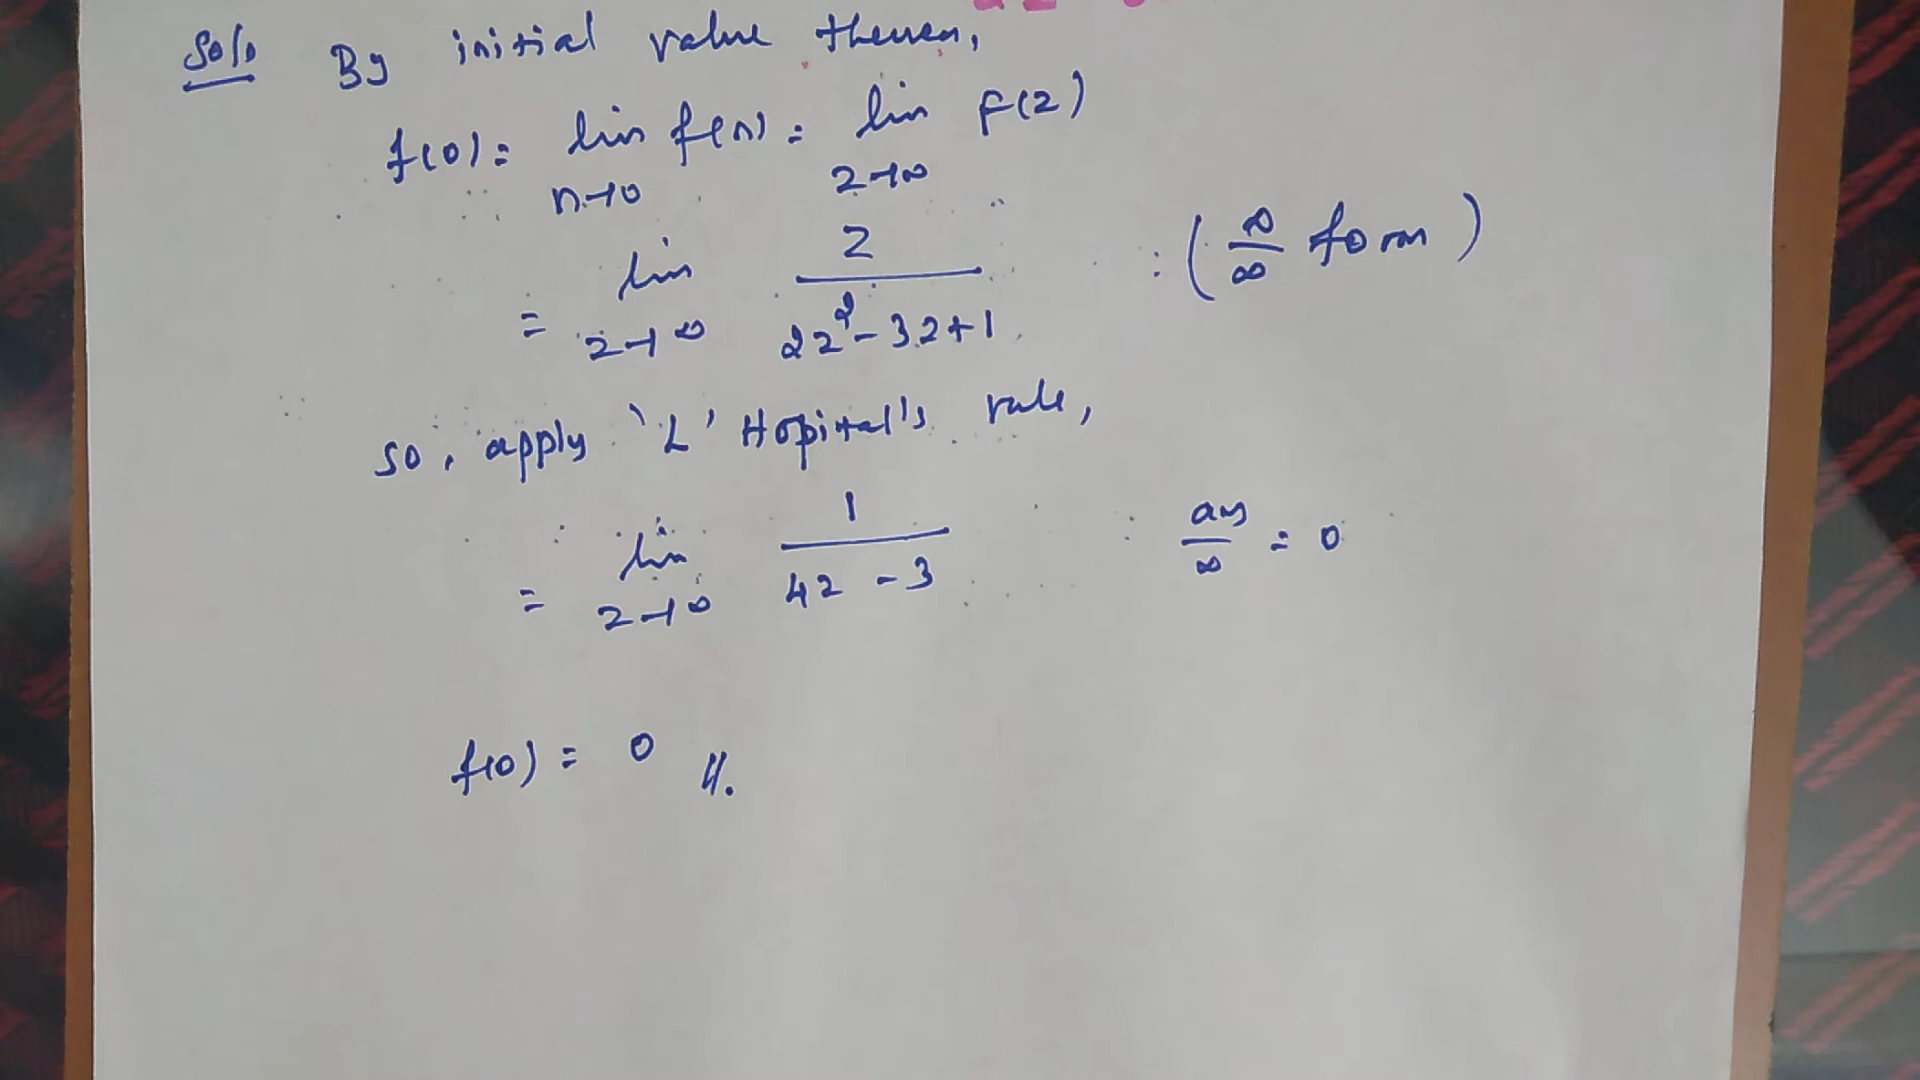 Soln By initial value theorem,
f(0) = lim f(n) = lim F(z)
n→0 z→∞
= lim z→∞ z / 2z² - 3z + 1 : (∞/∞ form)
So, apply 'L' Hopital's rule,
= lim z→∞ 1 / 4z - 3 : any/∞ = 0
f(0) = 0 //.